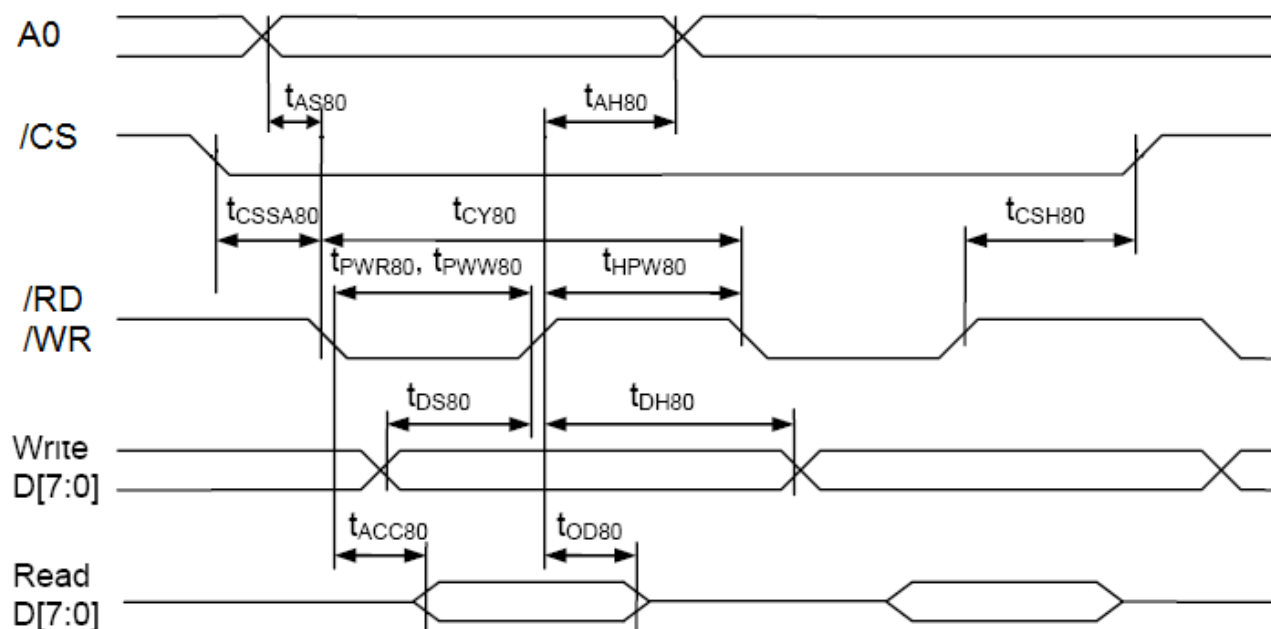 A0
tAS80 tAH80
/CS
tCSSA80 tCY80 tCSH80
tPWR80, tPWW80 tHPW80
/RD
/WR
tDS80 tDH80
Write
D[7:0]
tACC80 tOD80
Read
D[7:0]